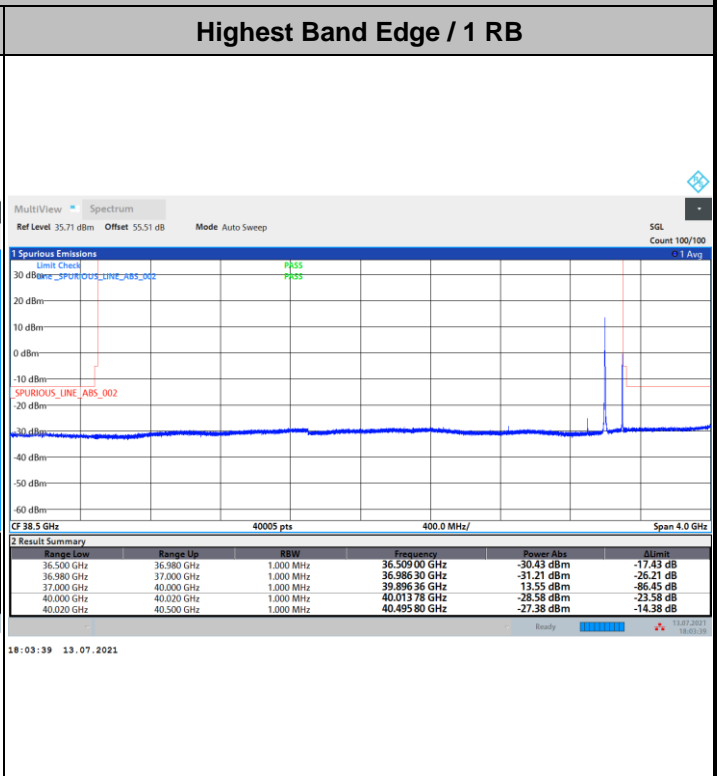 Highest Band Edge / 1 RB
MultiView Spectrum
Ref Level 35.71 dBm Offset 55.51 dB Mode Auto Sweep SGL
Count 100/100
1 Spurious Emissions 1 Avg
Limit Check PASS
30 dBm Line _SPURIOUS_LINE_ABS_002 PASS
20 dBm
10 dBm
0 dBm
-10 dBm
_SPURIOUS_LINE_ABS_002
-20 dBm
-30 dBm
-40 dBm
-50 dBm
-60 dBm
CF 38.5 GHz 40005 pts 400.0 MHz/ Span 4.0 GHz
2 Result Summary
Range Low Range Up RBW Frequency Power Abs ΔLimit
36.500 GHz 36.980 GHz 1.000 MHz 36.509 00 GHz -30.43 dBm -17.43 dB
36.980 GHz 37.000 GHz 1.000 MHz 36.986 30 GHz -31.21 dBm -26.21 dB
37.000 GHz 40.000 GHz 1.000 MHz 39.896 36 GHz 13.55 dBm -86.45 dB
40.000 GHz 40.020 GHz 1.000 MHz 40.013 78 GHz -28.58 dBm -23.58 dB
40.020 GHz 40.500 GHz 1.000 MHz 40.495 80 GHz -27.38 dBm -14.38 dB
Ready 13.07.2021
18:03:39
18:03:39 13.07.2021